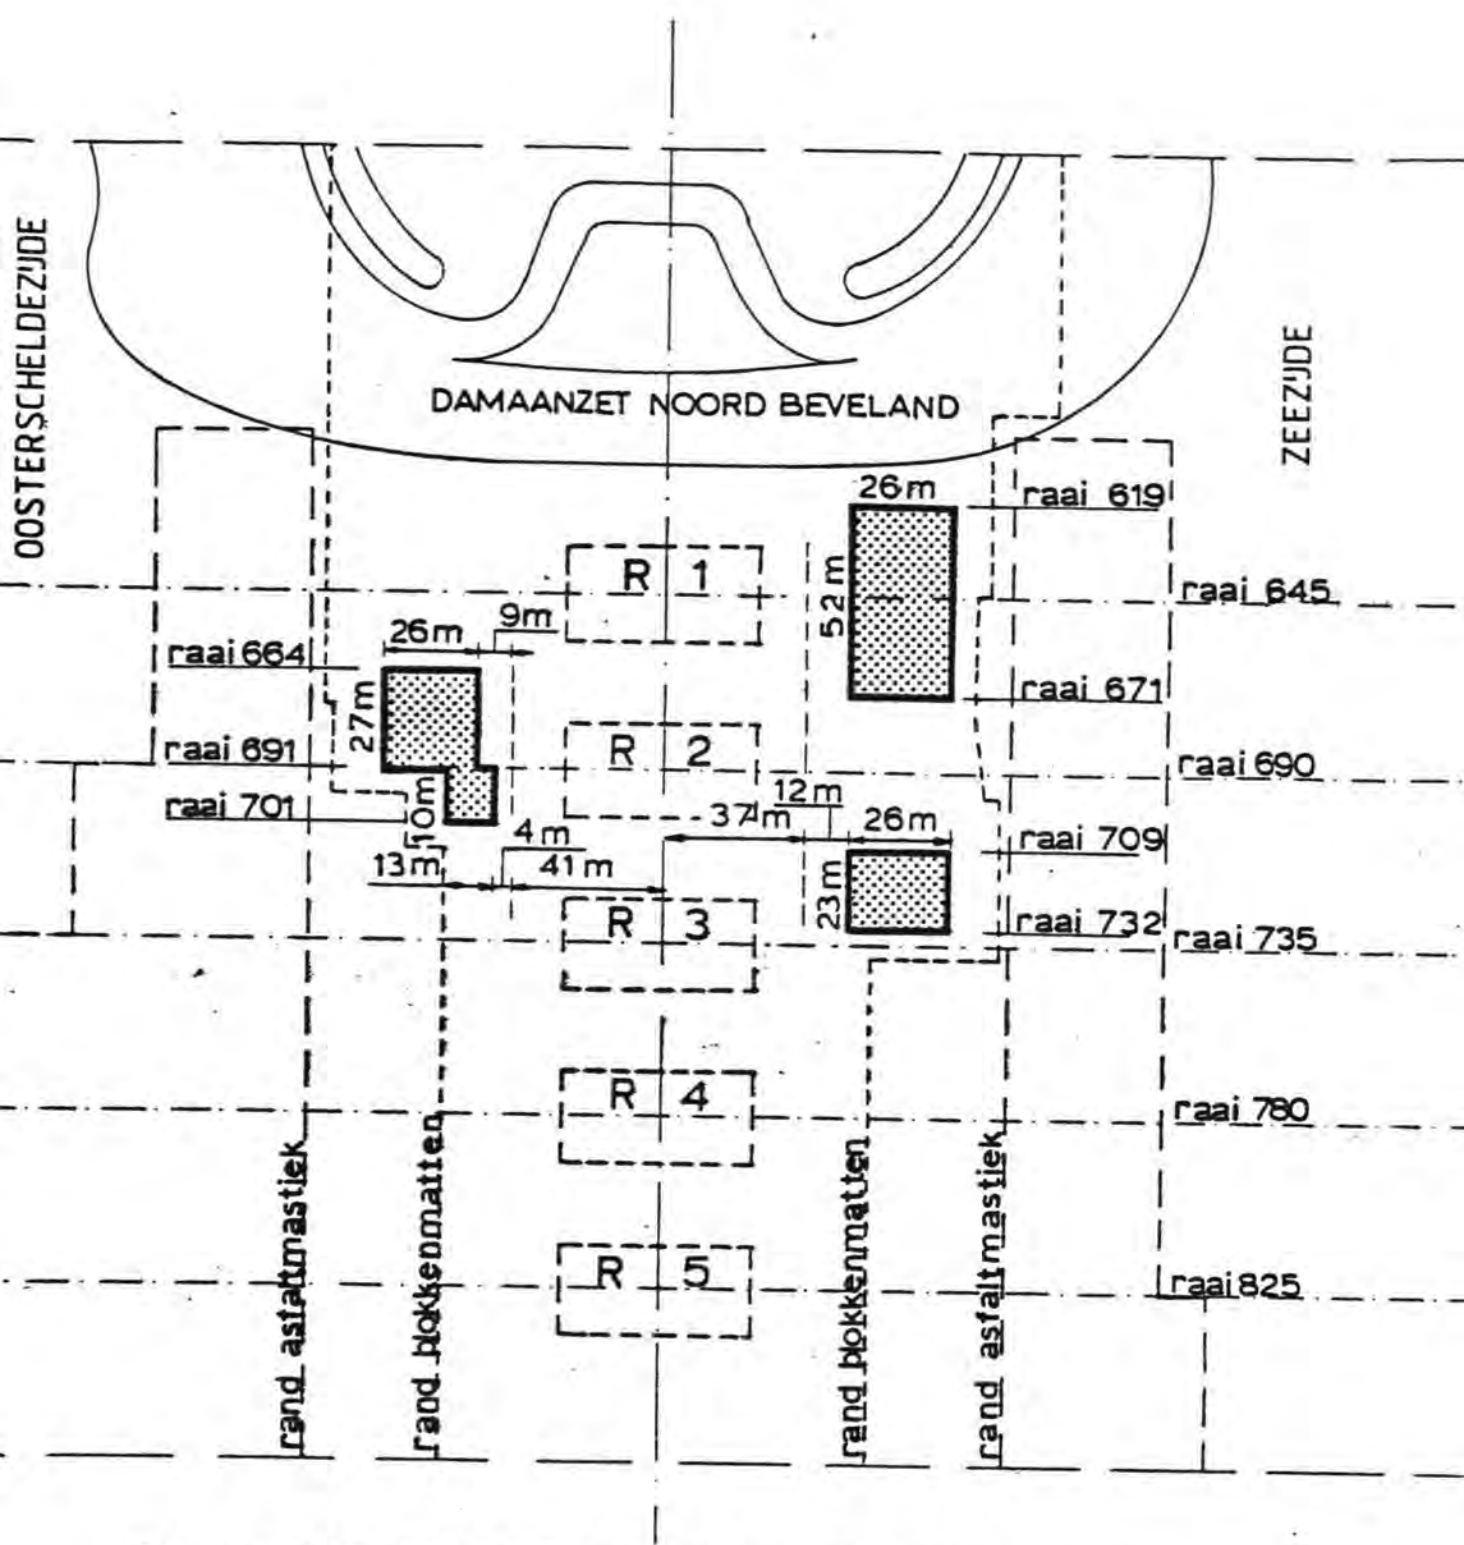 OOSTERSCHELDEZIJDE
ZEEZIJDE
DAMAANZET NOORD BEVELAND
26m
raai 619
R 1
52 m
raai 645
9m
26m
raai 664
raai 671
27m
R 2
raai 691
raai 690
12m
raai 701
10m
37m
26m
4m
raai 709
13m
41m
23m
R 3
raai 732
raai 735
R 4
raai 780
R 5
raai 825
rand asfaltmastiek
rand blokkenmatten
rand blokkenmatten
rand asfaltmastiek